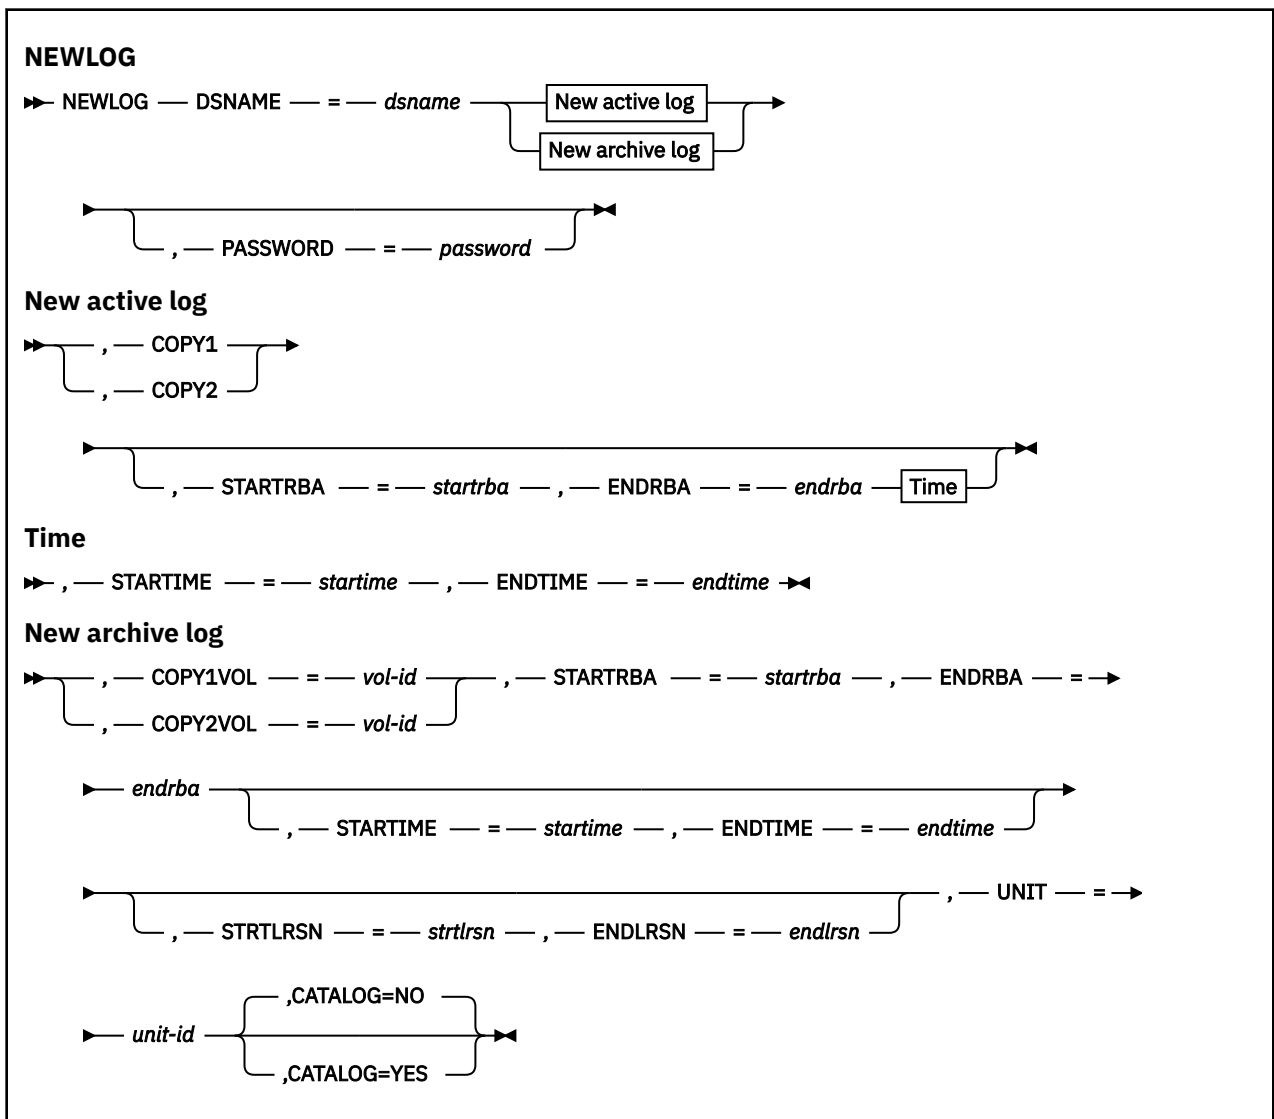 NEWLOG
NEWLOG DSNAME = dsname New active log
New archive log
, PASSWORD = password
New active log
, COPY1
, COPY2
, STARTRBA = startrba , ENDRBA = endrba Time
Time
, STARTIME = startime , ENDTIME = endtime
New archive log
, COPY1VOL = vol-id , STARTRBA = startrba , ENDRBA =
, COPY2VOL = vol-id
endrba
, STARTIME = startime , ENDTIME = endtime
, UNIT =
, STRTLRSN = strtlrsn , ENDLRSN = endlrsn
,CATALOG=NO
unit-id
,CATALOG=YES